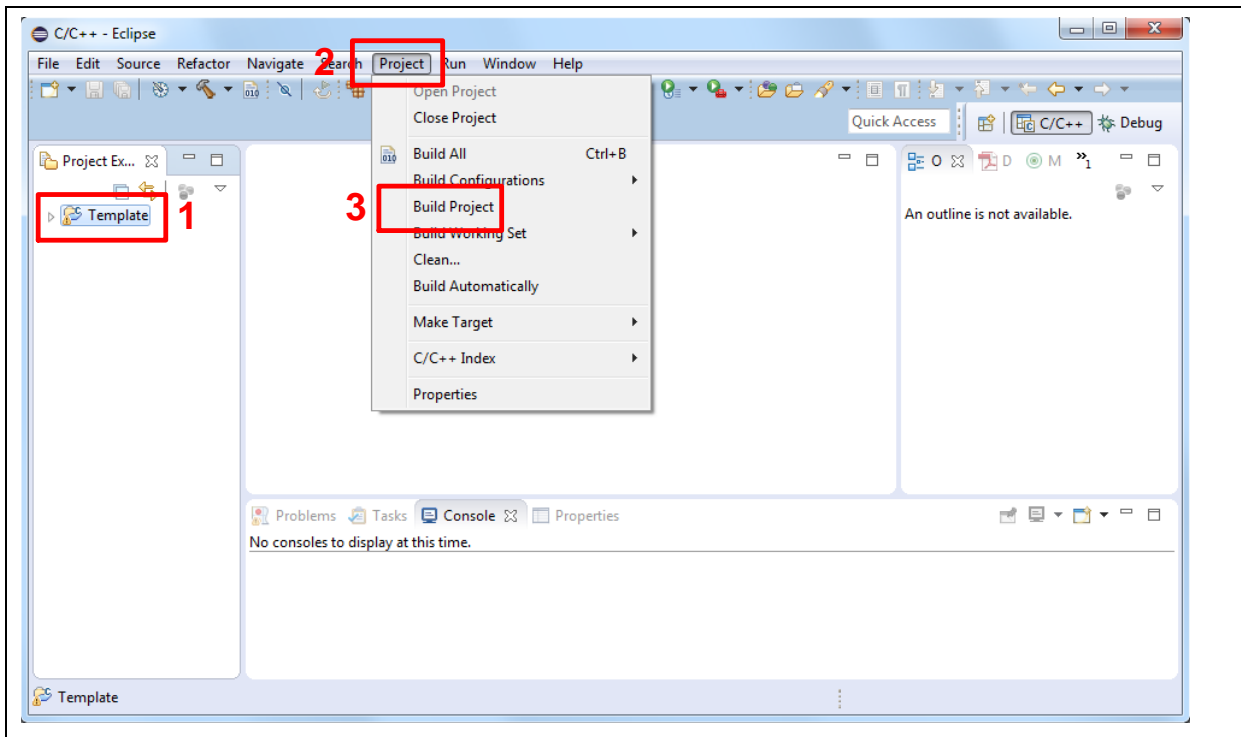 C/C++ - Eclipse
File Edit Source Refactor Navigate Search Project Run Window Help
2
Open Project
Close Project
Build All Ctrl+B
Build Configurations
Build Project
Build Working Set
Clean...
Build Automatically
Make Target
C/C++ Index
Properties
3
Quick Access
C/C++ Debug
Project Ex...
Template
1
O D M »1
An outline is not available.
Problems Tasks Console Properties
No consoles to display at this time.
Template